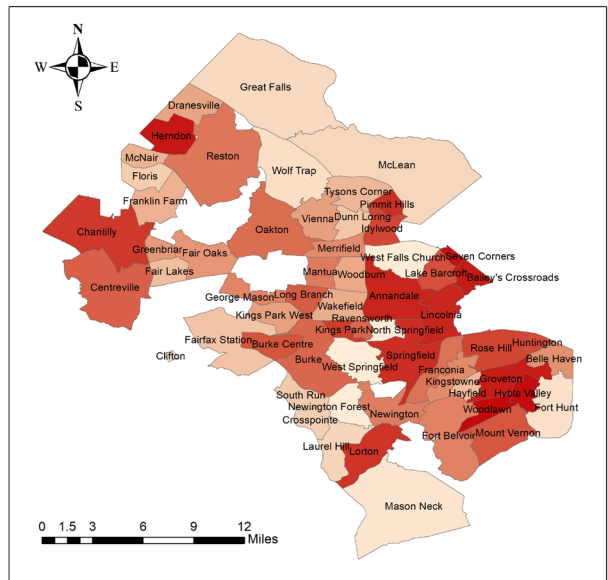 N
W E
S
Great Falls
Dranesville
Herndon
Reston
McNair
Floris
Wolf Trap
McLean
Tysons Corner
Pimmit Hills
Franklin Farm
Vienna
Dunn Loring
Idylwood
Chantilly
Oakton
Greenbriar
Fair Oaks
Merrifield
West Falls Church
Seven Corners
Fair Lakes
Mantua
Woodburn
Lake Barcroft
Bailey's Crossroads
Centreville
George Mason
Long Branch
Annandale
Wakefield
Kings Park West
Ravensworth
Lincolnia
Kings Park
North Springfield
Fairfax Station
Burke Centre
Clifton
Burke
Springfield
Rose Hill
Huntington
West Springfield
Franconia
Belle Haven
Kingstowne
Groveton
South Run
Hayfield
Hybla Valley
Newington Forest
Woodlawn
Fort Hunt
Crosspointe
Newington
Fort Belvoir
Mount Vernon
Laurel Hill
Lorton
Mason Neck
0 1.5 3 6 9 12
Miles